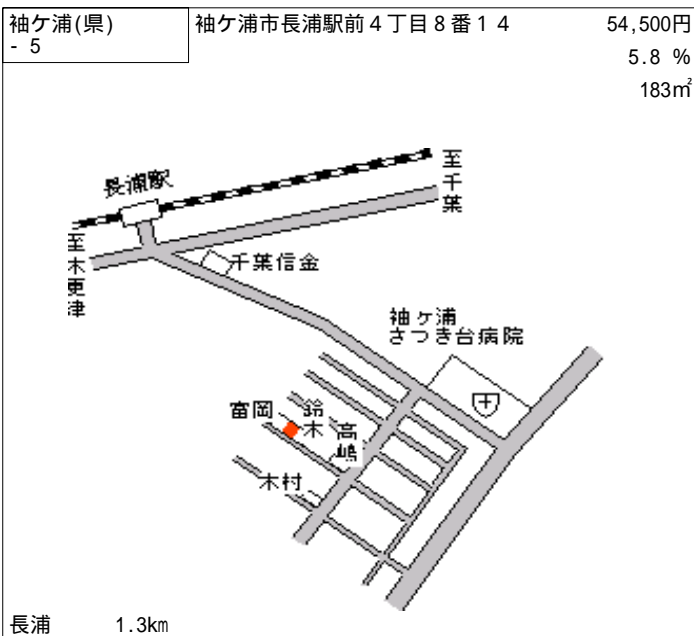 袖ケ浦(県)
- 5
袖ケ浦市長浦駅前４丁目８番１４
54,500円
5.8 %
183㎡
至千葉
長浦駅
至木更津
千葉信金
袖ヶ浦
さつき台病院
富岡
鈴木
高嶋
木村
長浦 1.3km